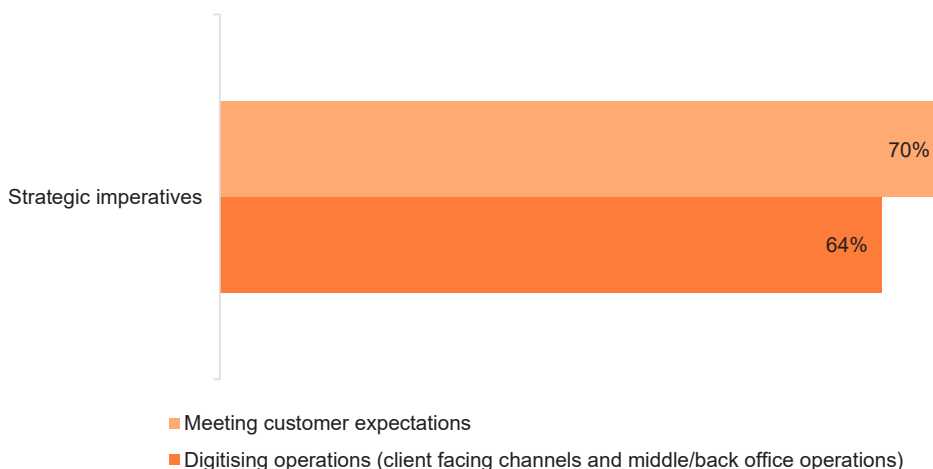 70%
Strategic imperatives
64%
Meeting customer expectations
Digitising operations (client facing channels and middle/back office operations)